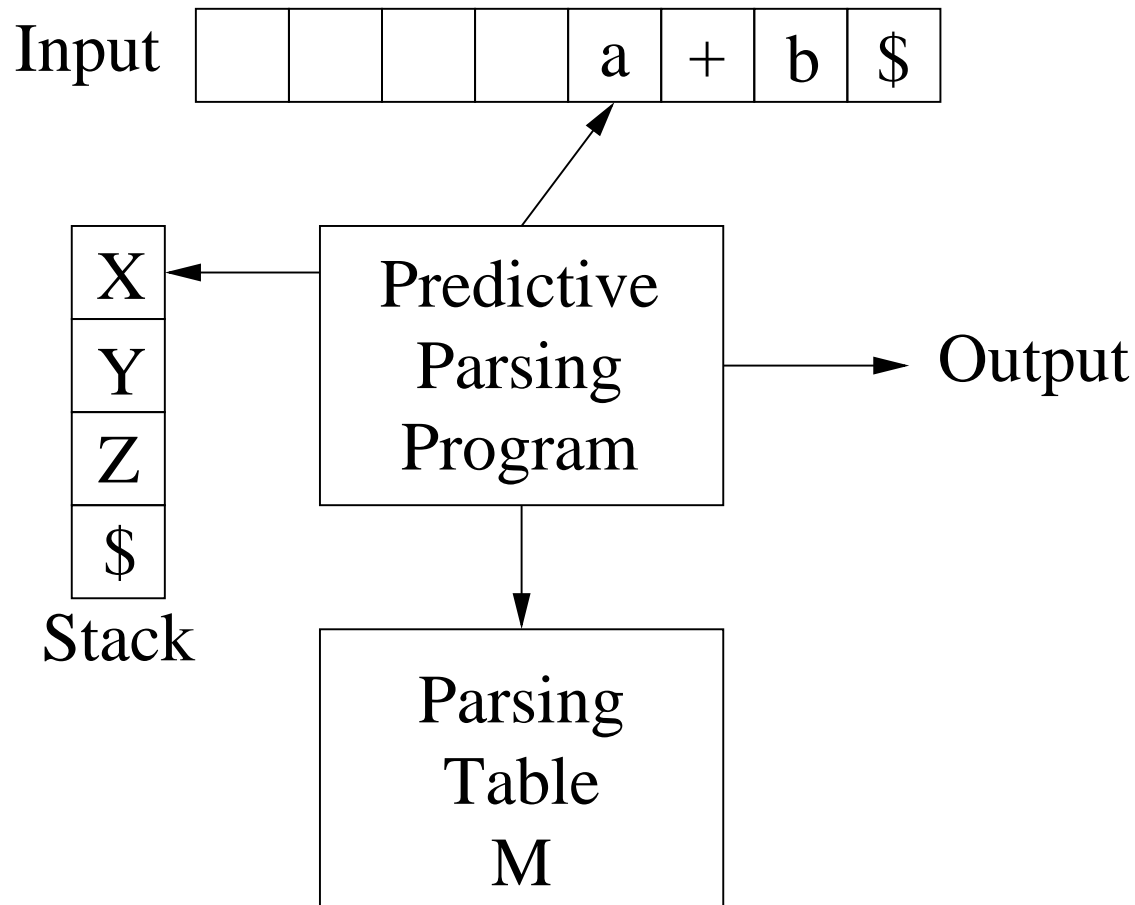 Input a + b $
X
Y
Z
$
Stack
Predictive
Parsing
Program
Output
Parsing
Table
M